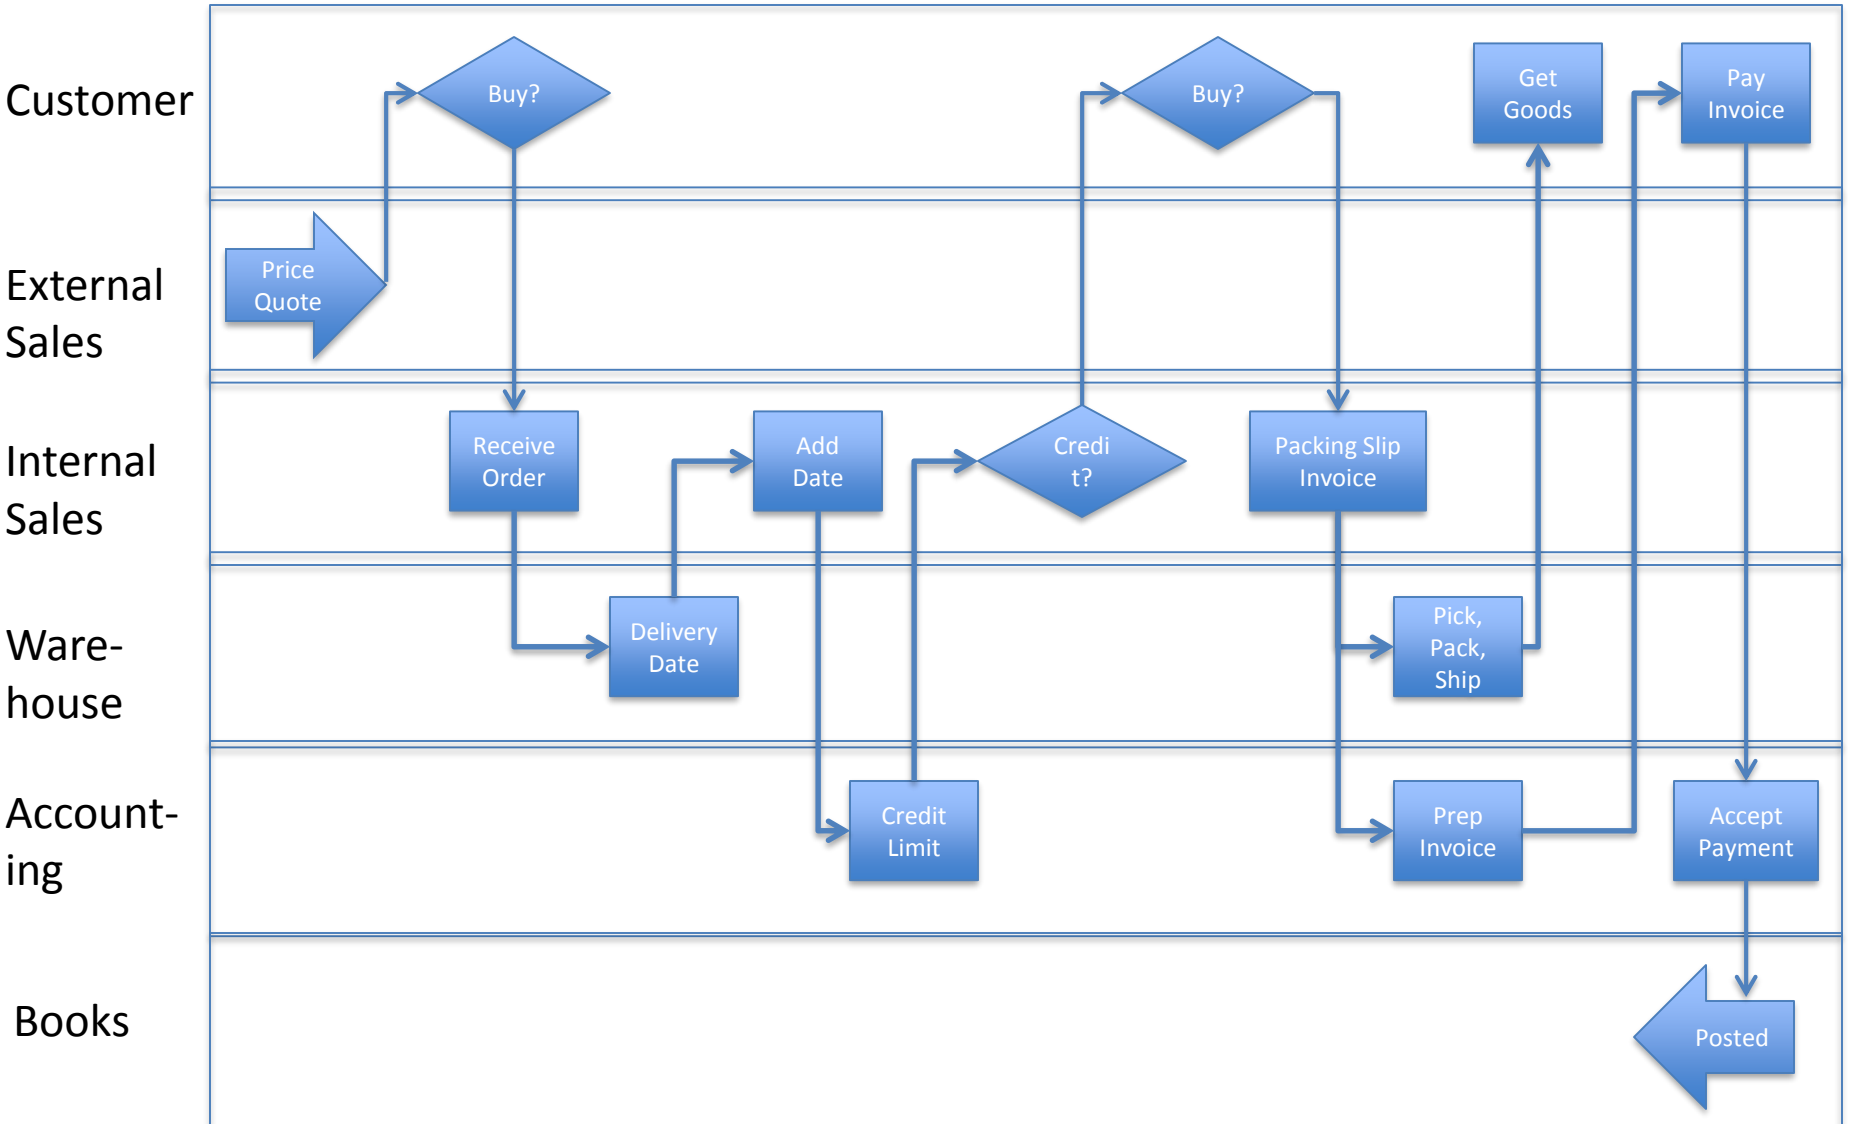 Customer
Buy?
Buy?
Get
Goods
Pay
Invoice
External
Sales
Price
Quote
Internal
Sales
Receive
Order
Add
Date
Credi
t?
Packing Slip
Invoice
Ware-
house
Delivery
Date
Pick,
Pack,
Ship
Account-
ing
Credit
Limit
Prep
Invoice
Accept
Payment
Books
Posted